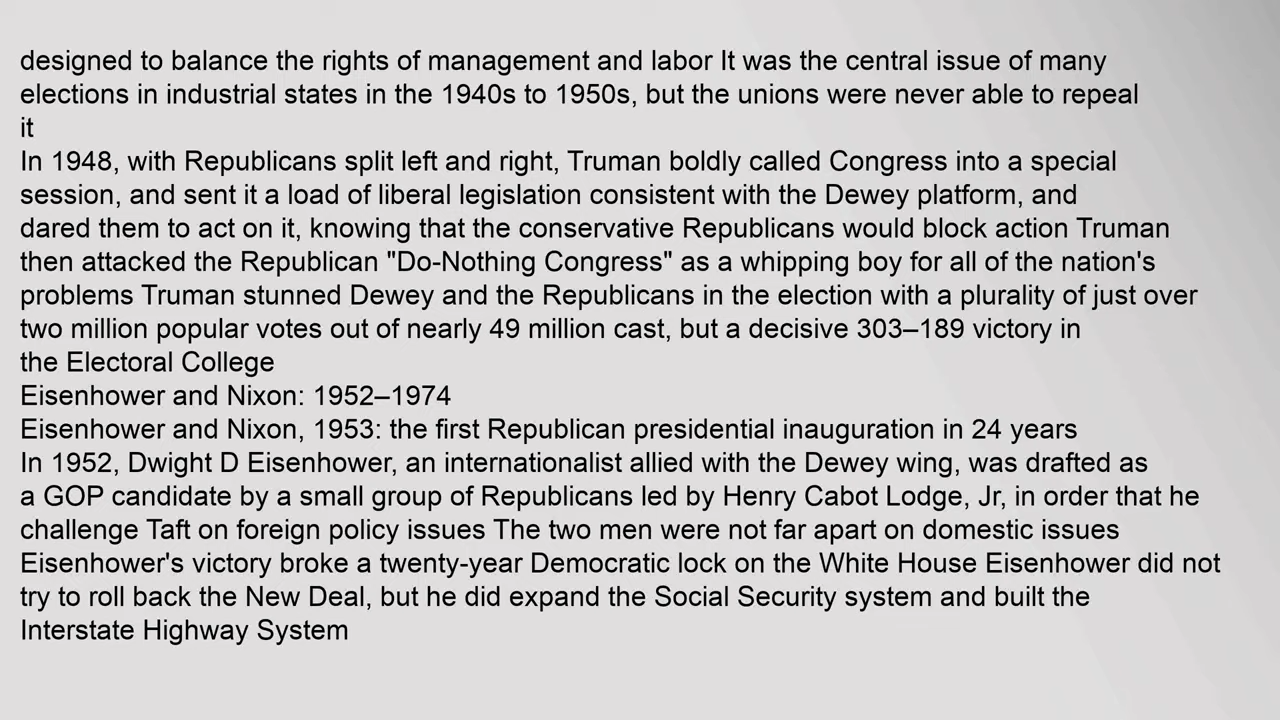 designed to balance the rights of management and labor It was the central issue of many
elections in industrial states in the 1940s to 1950s, but the unions were never able to repeal
it
In 1948, with Republicans split left and right, Truman boldly called Congress into a special
session, and sent it a load of liberal legislation consistent with the Dewey platform, and
dared them to act on it, knowing that the conservative Republicans would block action Truman
then attacked the Republican "Do-Nothing Congress" as a whipping boy for all of the nation's
problems Truman stunned Dewey and the Republicans in the election with a plurality of just over
two million popular votes out of nearly 49 million cast, but a decisive 303–189 victory in
the Electoral College
Eisenhower and Nixon: 1952–1974
Eisenhower and Nixon, 1953: the first Republican presidential inauguration in 24 years
In 1952, Dwight D Eisenhower, an internationalist allied with the Dewey wing, was drafted as
a GOP candidate by a small group of Republicans led by Henry Cabot Lodge, Jr, in order that he
challenge Taft on foreign policy issues The two men were not far apart on domestic issues
Eisenhower's victory broke a twenty-year Democratic lock on the White House Eisenhower did not
try to roll back the New Deal, but he did expand the Social Security system and built the
Interstate Highway System